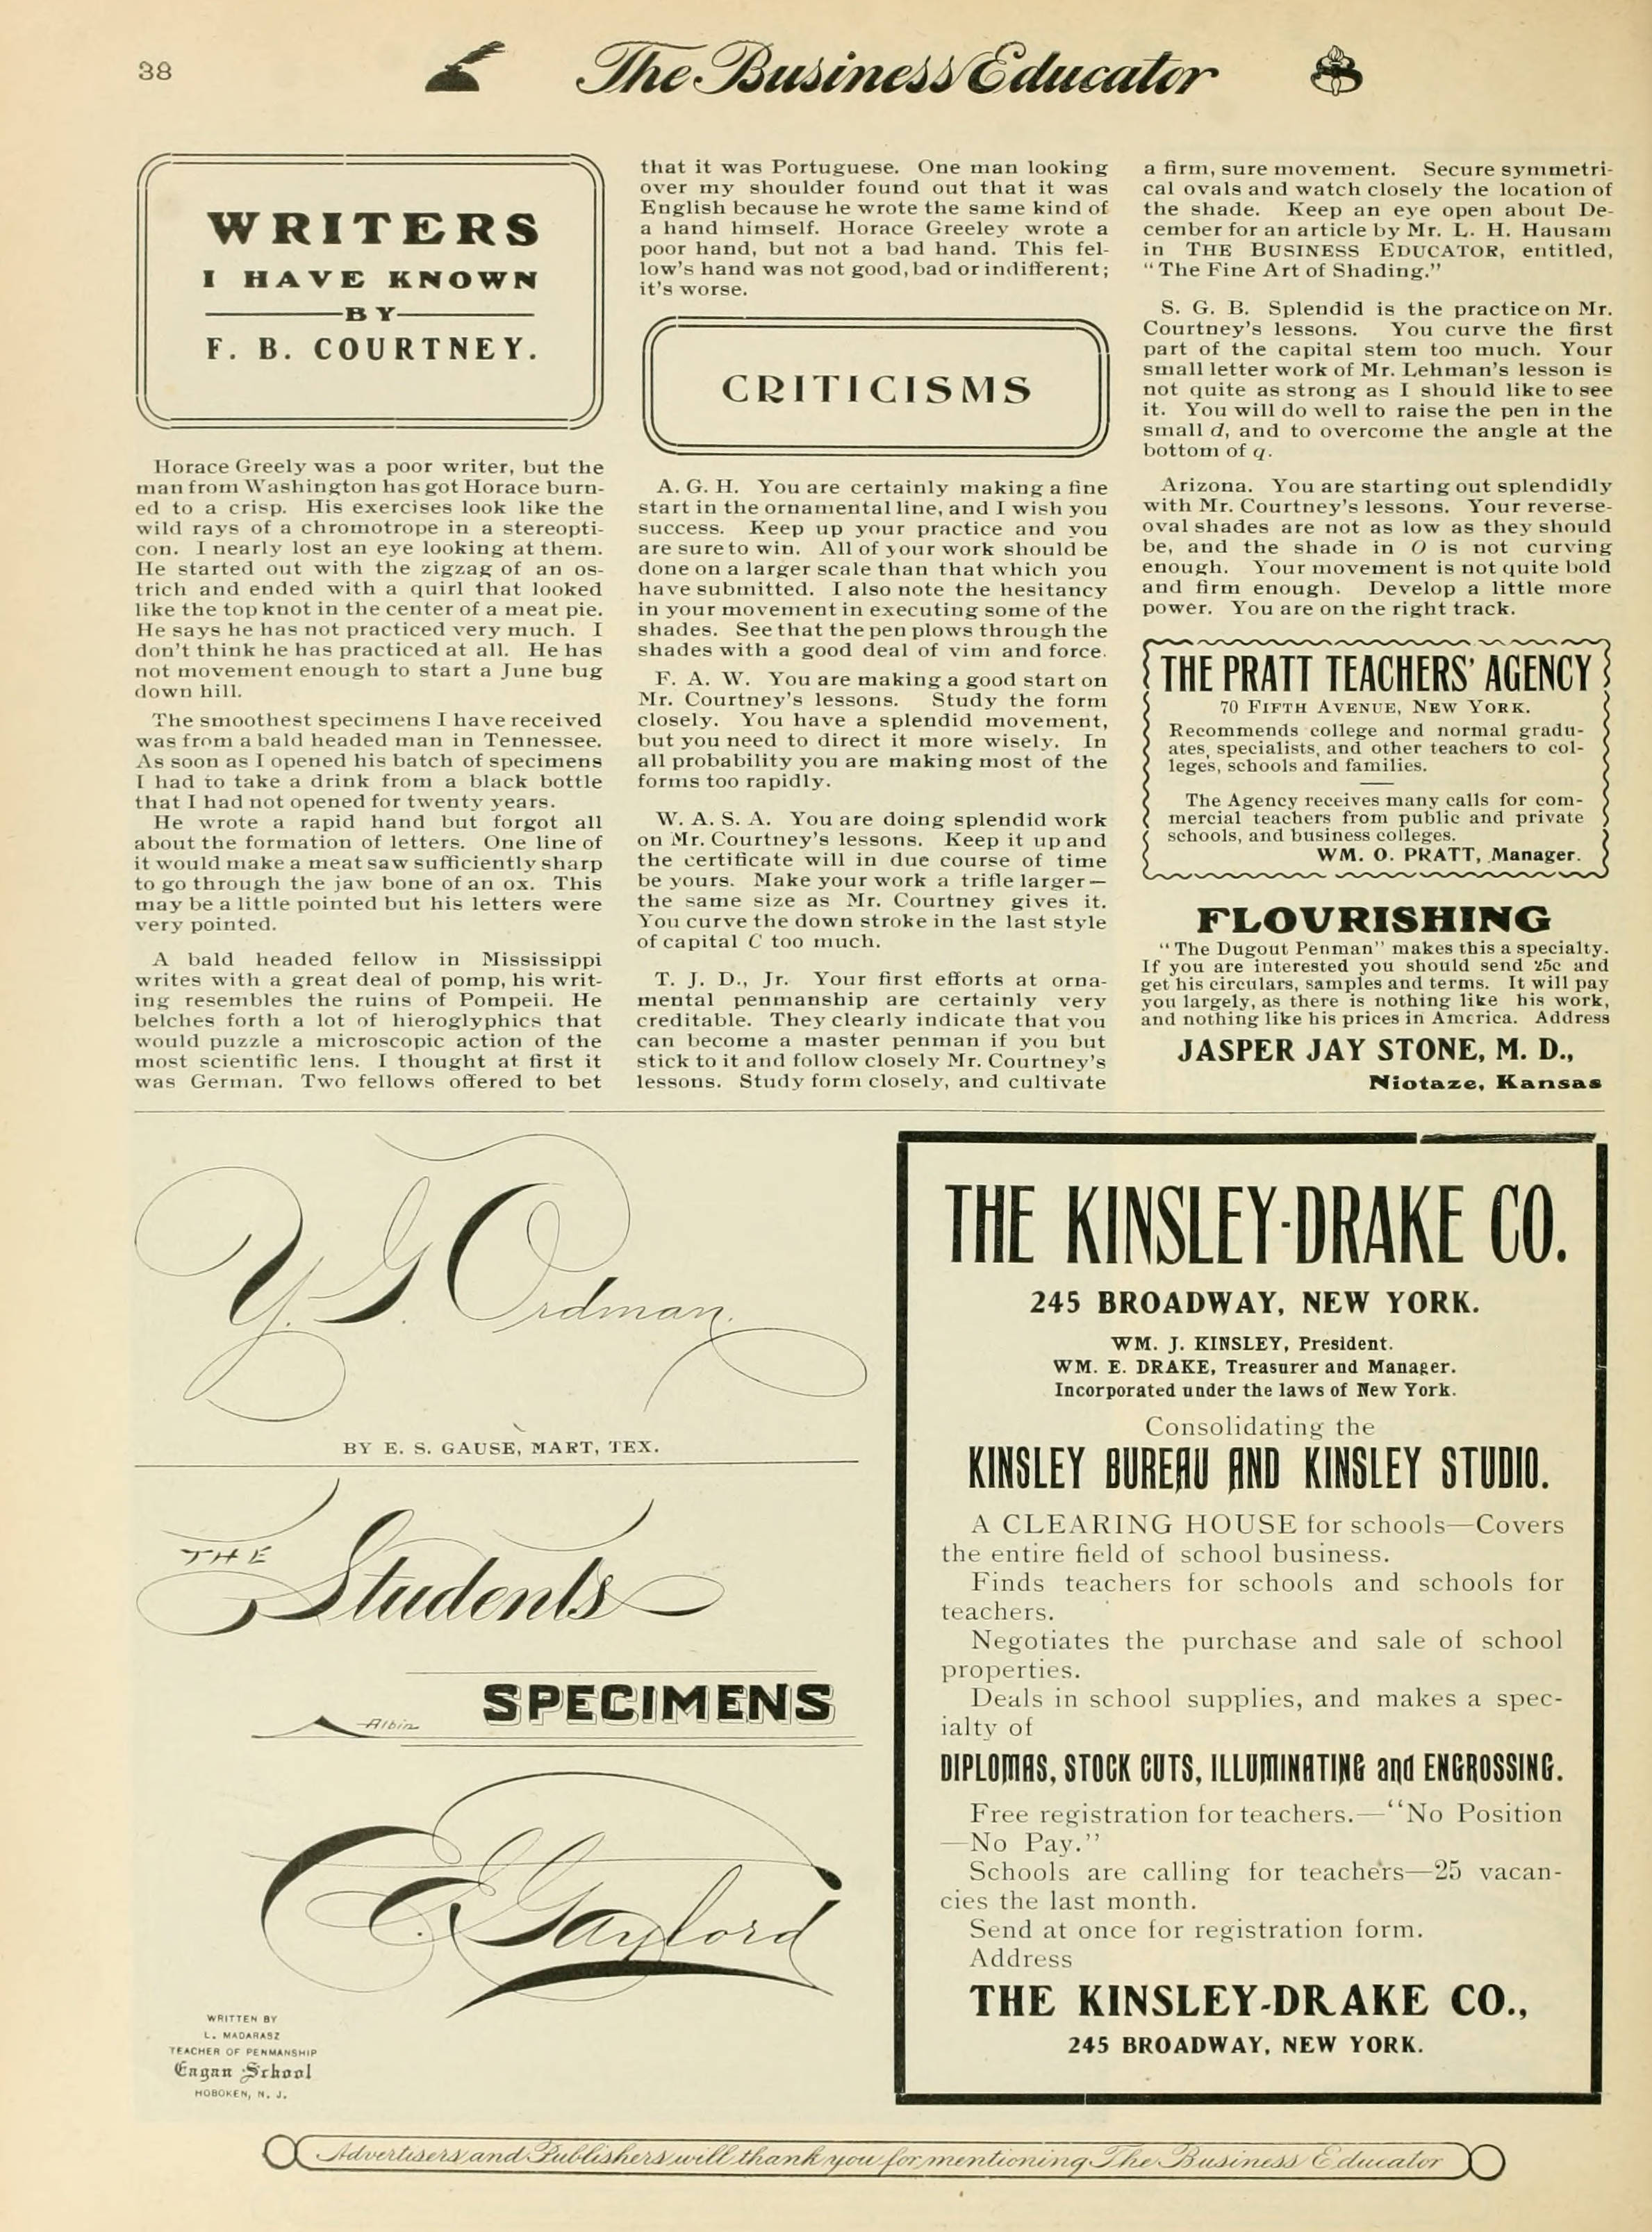 38
The Business Educator
WRITERS
I HAVE KNOWN
BY
F. B. COURTNEY.
Horace Greely was a poor writer, but the
man from Washington has got Horace burn-
ed to a crisp. His exercises look like the
wild rays of a chromotrope in a stereopti-
con. I nearly lost an eye looking at them.
He started out with the zigzag of an os-
trich and ended with a quirl that looked
like the top knot in the center of a meat pie.
He says he has not practiced very much. I
don't think he has practiced at all. He has
not movement enough to start a June bug
down hill.
The smoothest specimens I have received
was from a bald headed man in Tennessee.
As soon as I opened his batch of specimens
I had to take a drink from a black bottle
that I had not opened for twenty years.
He wrote a rapid hand but forgot all
about the formation of letters. One line of
it would make a meat saw sufficiently sharp
to go through the jaw bone of an ox. This
may be a little pointed but his letters were
very pointed.
A bald headed fellow in Mississippi
writes with a great deal of pomp, his writ-
ing resembles the ruins of Pompeii. He
belches forth a lot of hieroglyphics that
would puzzle a microscopic action of the
most scientific lens. I thought at first it
was German. Two fellows offered to bet
that it was Portuguese. One man looking
over my shoulder found out that it was
English because he wrote the same kind of
a hand himself. Horace Greeley wrote a
poor hand, but not a bad hand. This fel-
low's hand was not good, bad or indifferent;
it's worse.
CRITICISMS
A. G. H. You are certainly making a fine
start in the ornamental line, and I wish you
success. Keep up your practice and you
are sure to win. All of your work should be
done on a larger scale than that which you
have submitted. I also note the hesitancy
in your movement in executing some of the
shades. See that the pen plows through the
shades with a good deal of vim and force.
F. A. W. You are making a good start on
Mr. Courtney's lessons. Study the form
closely. You have a splendid movement,
but you need to direct it more wisely. In
all probability you are making most of the
forms too rapidly.
W. A. S. A. You are doing splendid work
on Mr. Courtney's lessons. Keep it up and
the certificate will in due course of time
be yours. Make your work a trifle larger—
the same size as Mr. Courtney gives it.
You curve the down stroke in the last style
of capital C too much.
T. J. D., Jr. Your first efforts at orna-
mental penmanship are certainly very
creditable. They clearly indicate that you
can become a master penman if you but
stick to it and follow closely Mr. Courtney's
lessons. Study form closely, and cultivate
a firm, sure movement. Secure symmetri-
cal ovals and watch closely the location of
the shade. Keep an eye open about De-
cember for an article by Mr. L. H. Hausam
in THE BUSINESS EDUCATOR, entitled,
"The Fine Art of Shading."
S. G. B. Splendid is the practice on Mr.
Courtney's lessons. You curve the first
part of the capital stem too much. Your
small letter work of Mr. Lehman's lesson is
not quite as strong as I should like to see
it. You will do well to raise the pen in the
small d, and to overcome the angle at the
bottom of q.
Arizona. You are starting out splendidly
with Mr. Courtney's lessons. Your reverse-
oval shades are not as low as they should
be, and the shade in O is not curving
enough. Your movement is not quite bold
and firm enough. Develop a little more
power. You are on the right track.
THE PRATT TEACHERS' AGENCY
70 FIFTH AVENUE, NEW YORK.
Recommends college and normal gradu-
ates, specialists, and other teachers to col-
leges, schools and families.
The Agency receives many calls for com-
mercial teachers from public and private
schools, and business colleges.
WM. O. PRATT, Manager.
FLOURISHING
"The Dugout Penman" makes this a specialty.
If you are interested you should send 25c and
get his circulars, samples and terms. It will pay
you largely, as there is nothing like his work,
and nothing like his prices in America. Address
JASPER JAY STONE, M. D.,
Niotaze, Kansas
Y. G. Ordman.
BY E. S. GAUSE, MART, TEX.
THE
Students
SPECIMENS
Albin
E. E. Gaylord
WRITTEN BY
L. MADARASZ
TEACHER OF PENMANSHIP
Eagan School
HOBOKEN, N. J.
THE KINSLEY-DRAKE CO.
245 BROADWAY, NEW YORK.
WM. J. KINSLEY, President.
WM. E. DRAKE, Treasurer and Manager.
Incorporated under the laws of New York.
Consolidating the
KINSLEY BUREAU AND KINSLEY STUDIO.
A CLEARING HOUSE for schools—Covers
the entire field of school business.
Finds teachers for schools and schools for
teachers.
Negotiates the purchase and sale of school
properties.
Deals in school supplies, and makes a spec-
ialty of
DIPLOMAS, STOCK CUTS, ILLUMINATING and ENGROSSING.
Free registration for teachers.—"No Position
—No Pay."
Schools are calling for teachers—25 vacan-
cies the last month.
Send at once for registration form.
Address
THE KINSLEY-DRAKE CO.,
245 BROADWAY, NEW YORK.
Advertisers and Publishers will thank you for mentioning The Business Educator